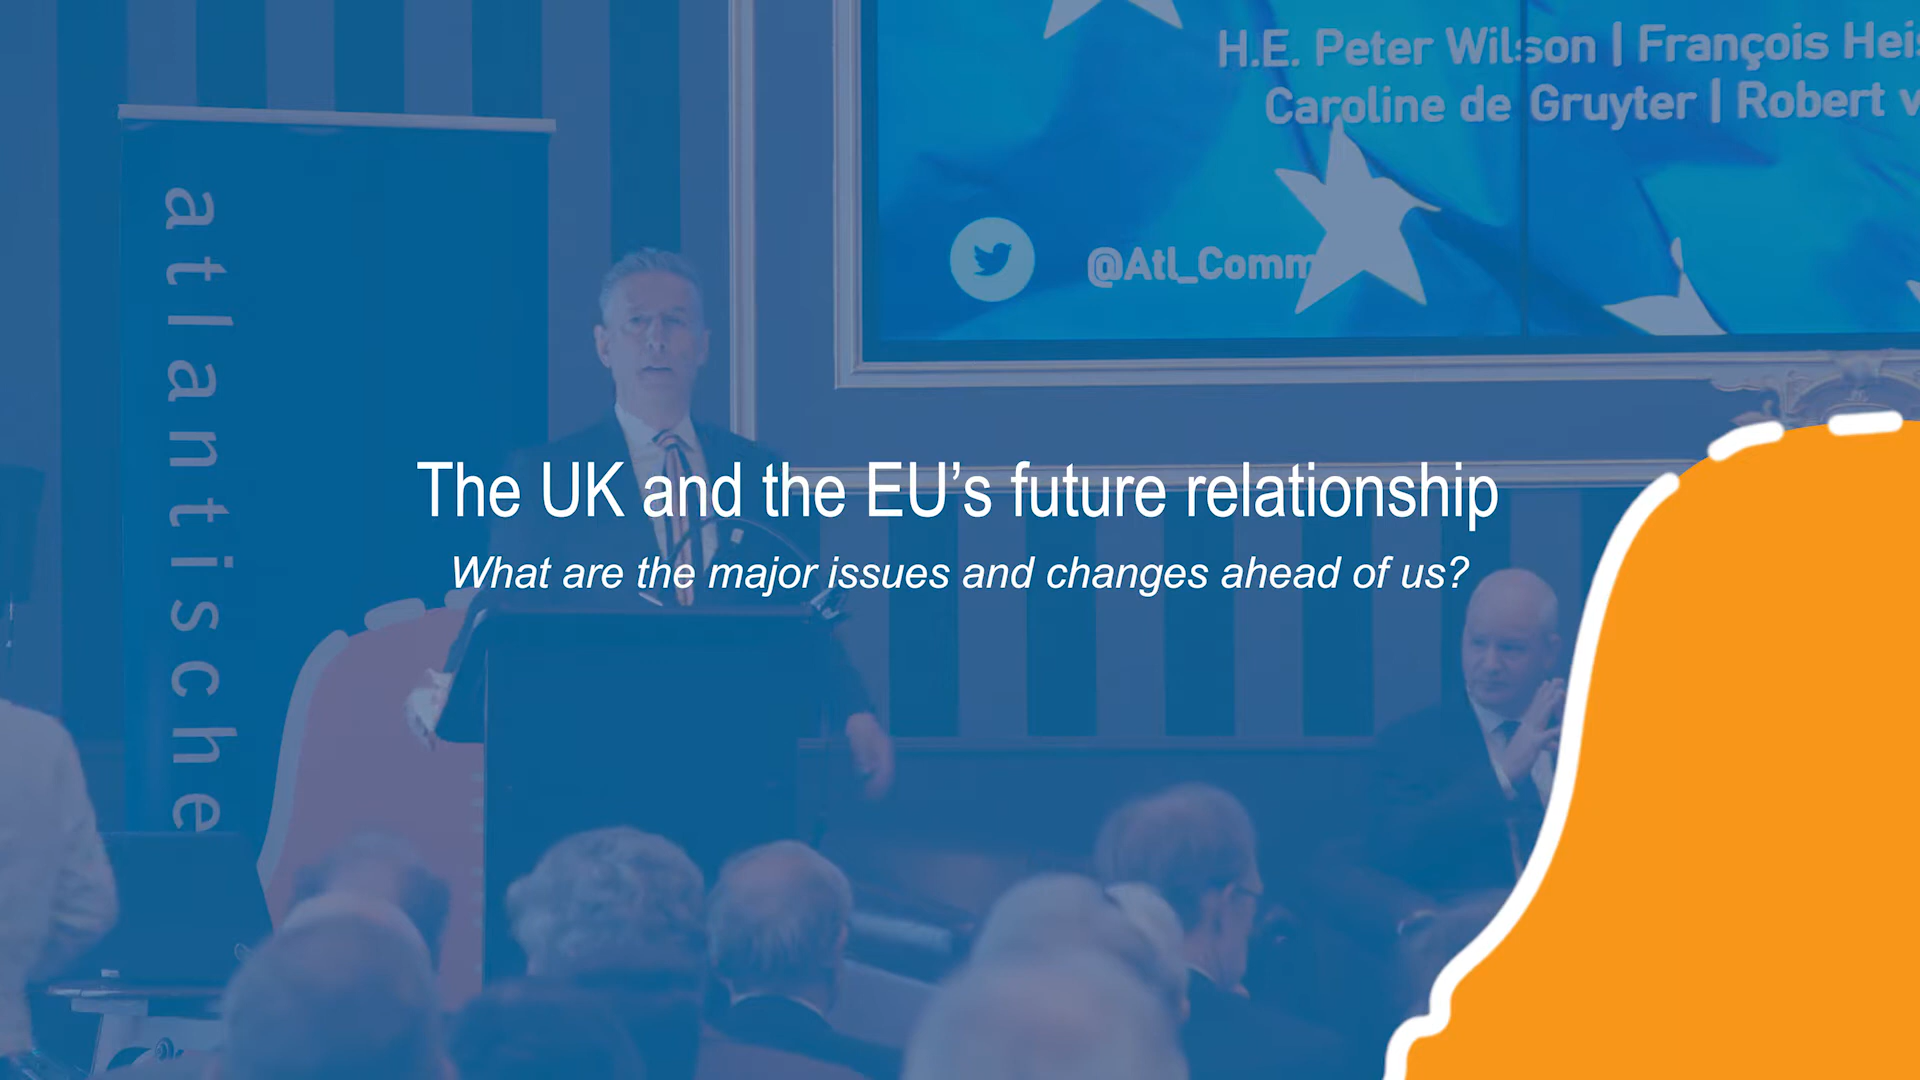 H.E. Peter Wilson | François
Caroline de Gruyter | Robert
@Atl_Comm
atlantische
The UK and the EU’s future relationship
What are the major issues and changes ahead of us?